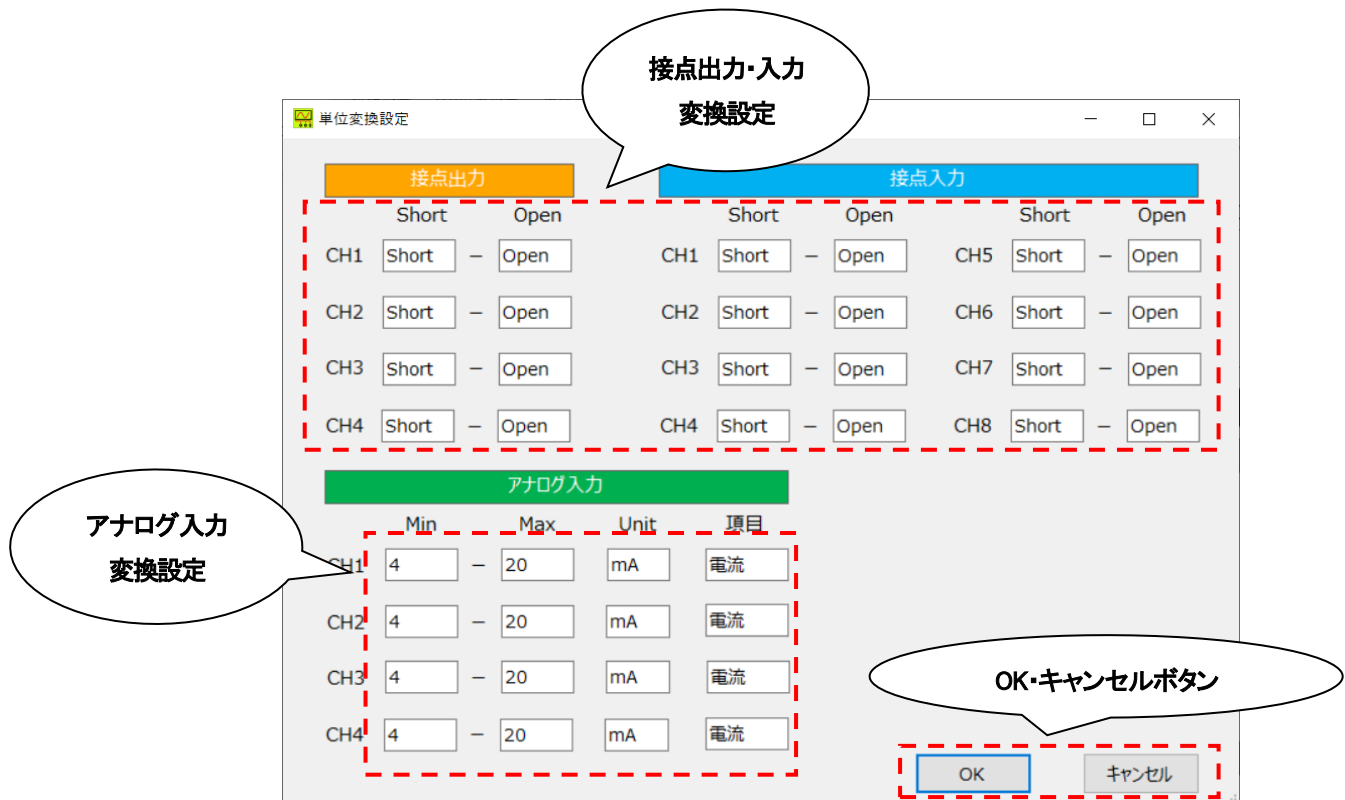 接点出力・入力
変換設定
単位変換設定
接点出力 接点入力
Short Open Short Open Short Open
CH1 Short － Open CH1 Short － Open CH5 Short － Open
CH2 Short － Open CH2 Short － Open CH6 Short － Open
CH3 Short － Open CH3 Short － Open CH7 Short － Open
CH4 Short － Open CH4 Short － Open CH8 Short － Open
アナログ入力
アナログ入力
変換設定
Min Max Unit 項目
CH1 4 － 20 mA 電流
CH2 4 － 20 mA 電流
CH3 4 － 20 mA 電流
CH4 4 － 20 mA 電流
OK・キャンセルボタン
OK キャンセル